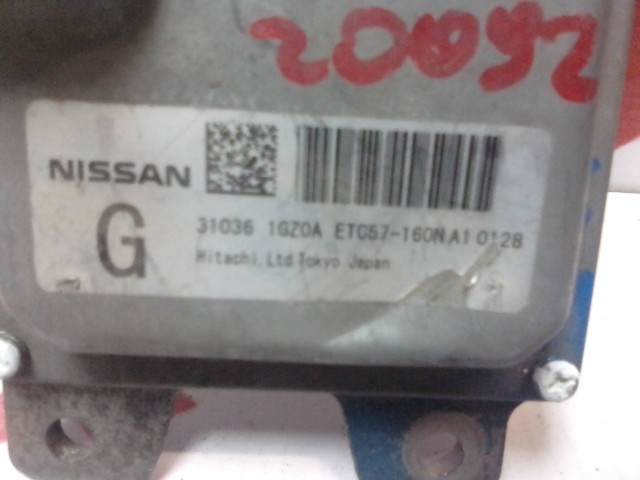 20092
NISSAN
G
31036 1GZ0A ETC57-160N A1 0128
Hitachi, Ltd Tokyo Japan